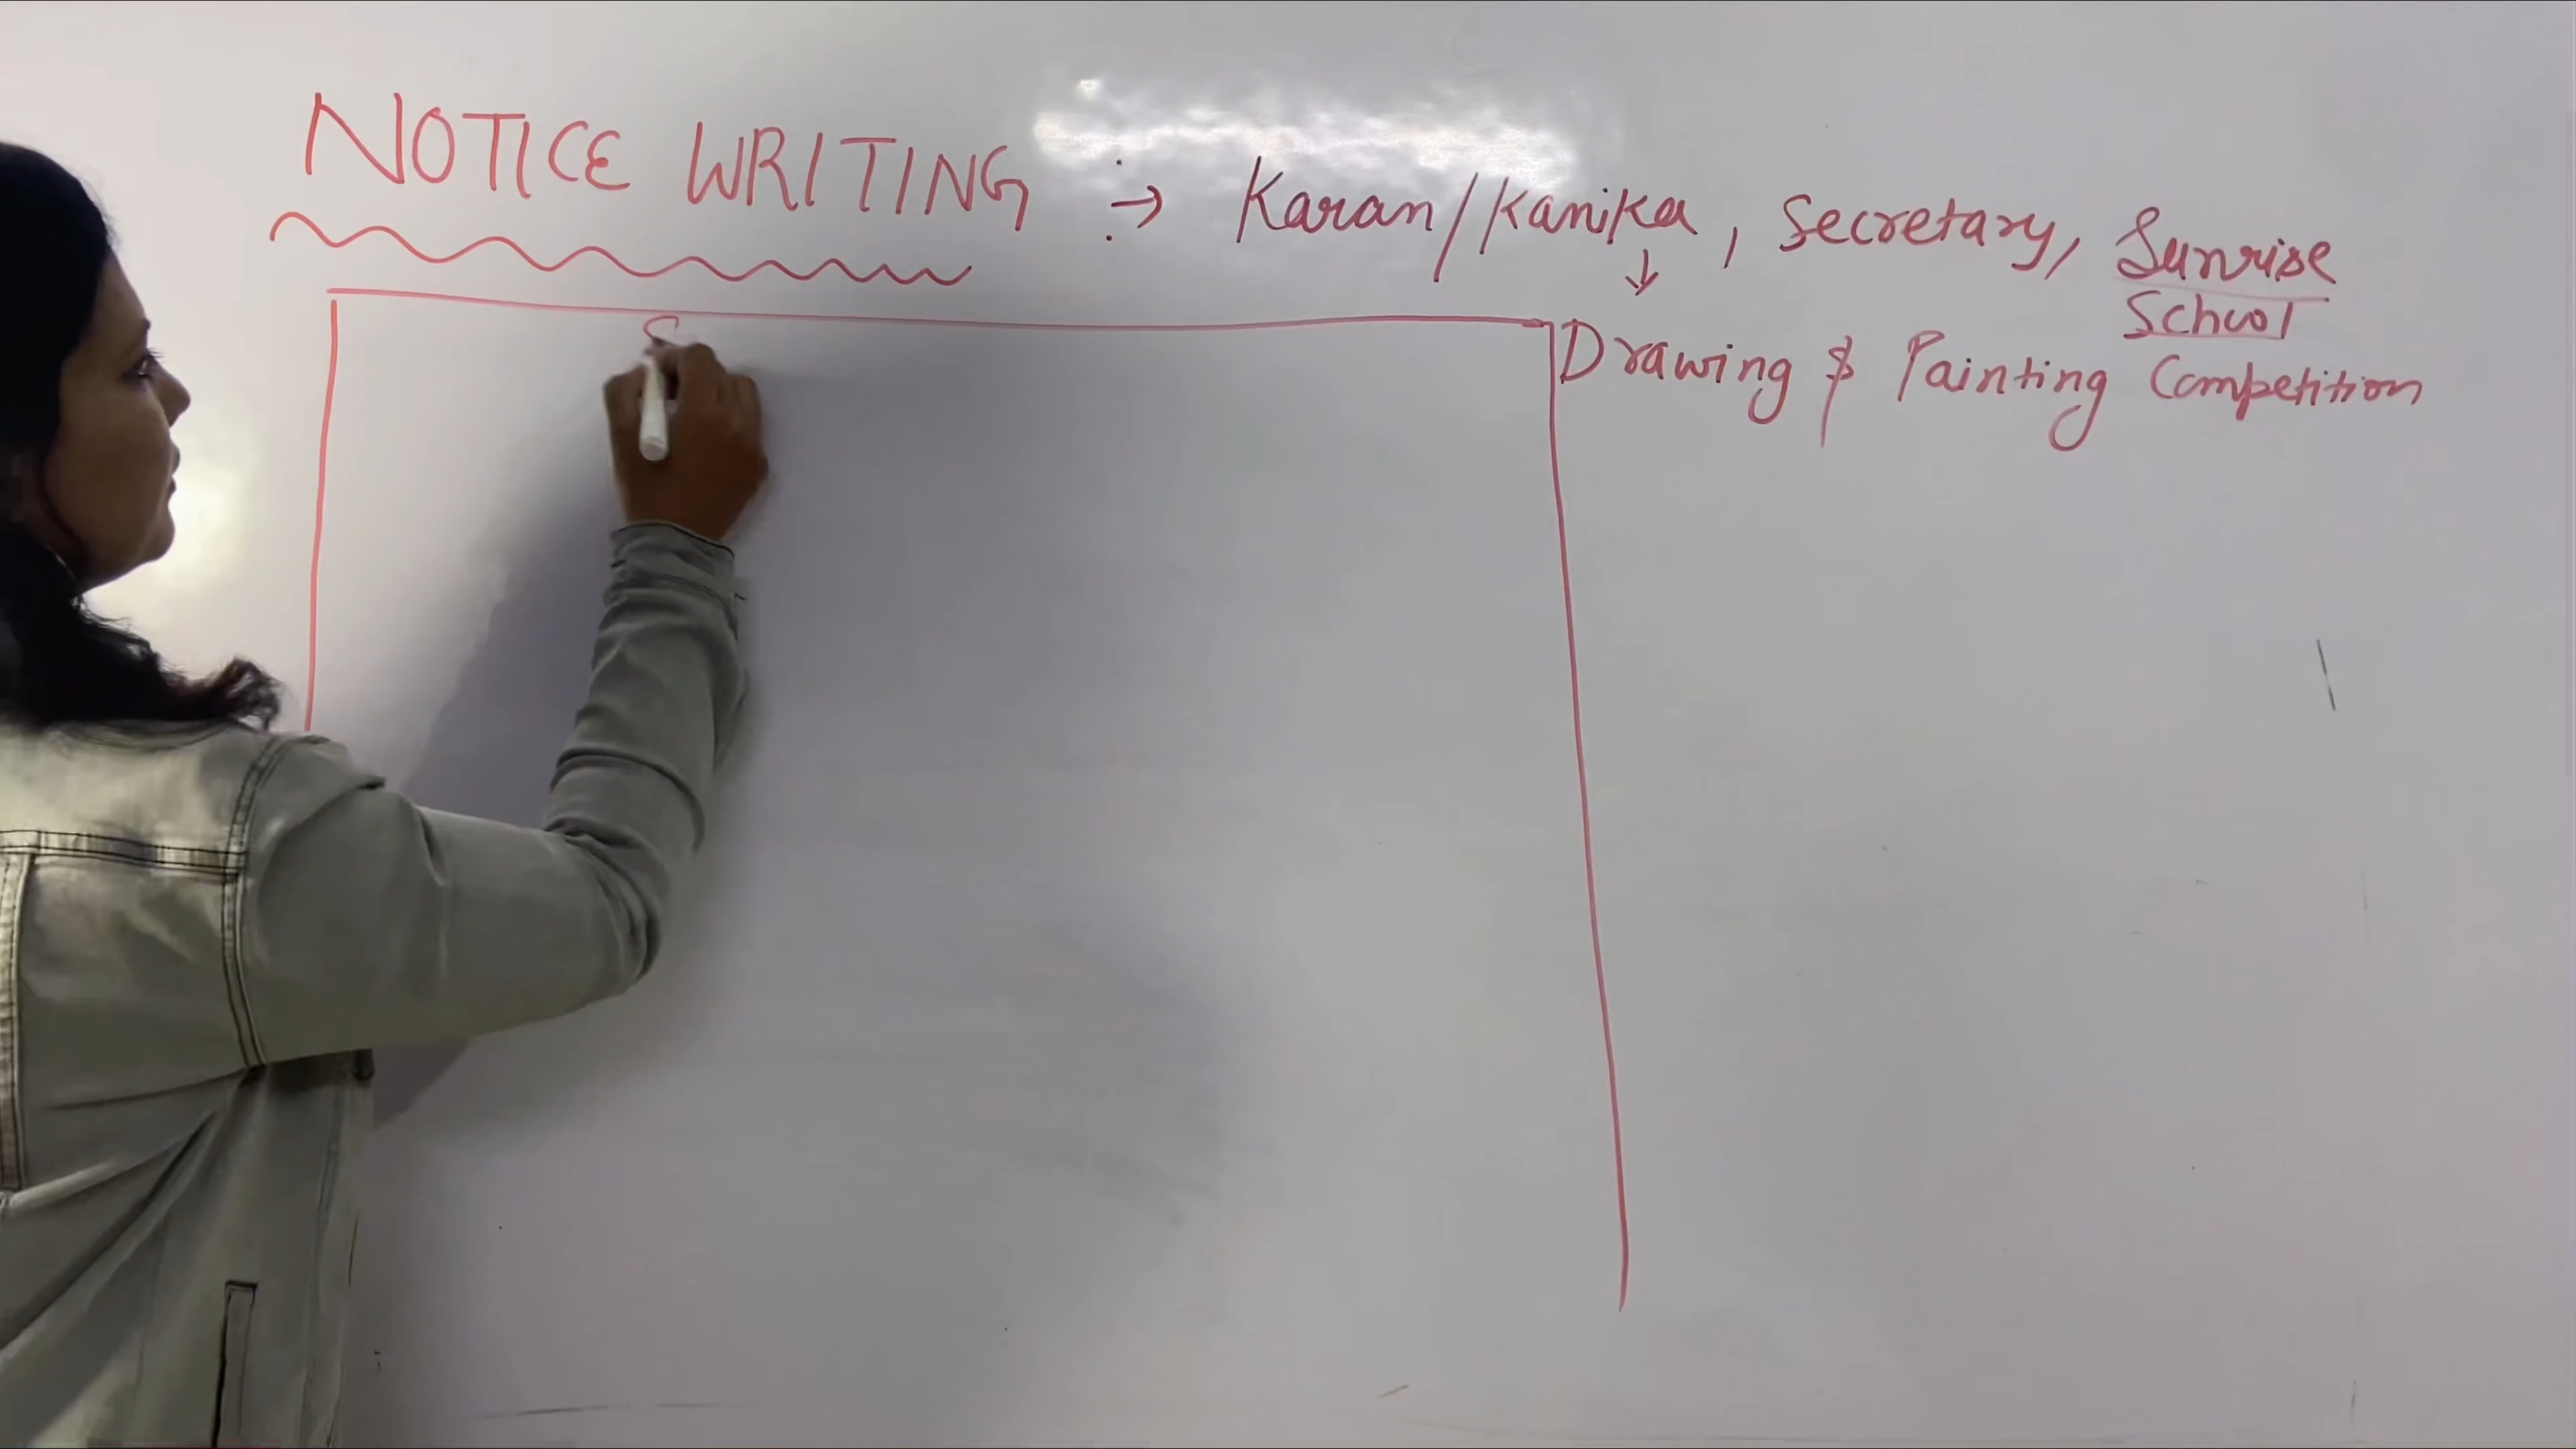 NOTICE WRITING :→ Karan/Kanika, Secretary, Sunrise
School
↓
Drawing & Painting Competition
S